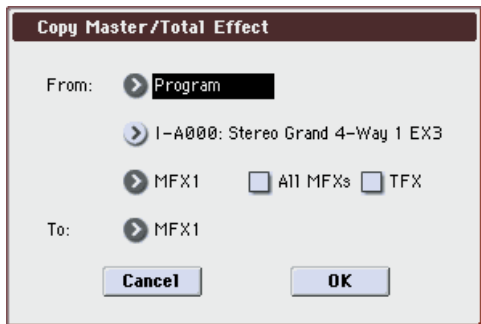 Copy Master/Total Effect
From: Program
I-A000: Stereo Grand 4-Way 1 EX3
MFX1 All MFXs TFX
To: MFX1
Cancel OK